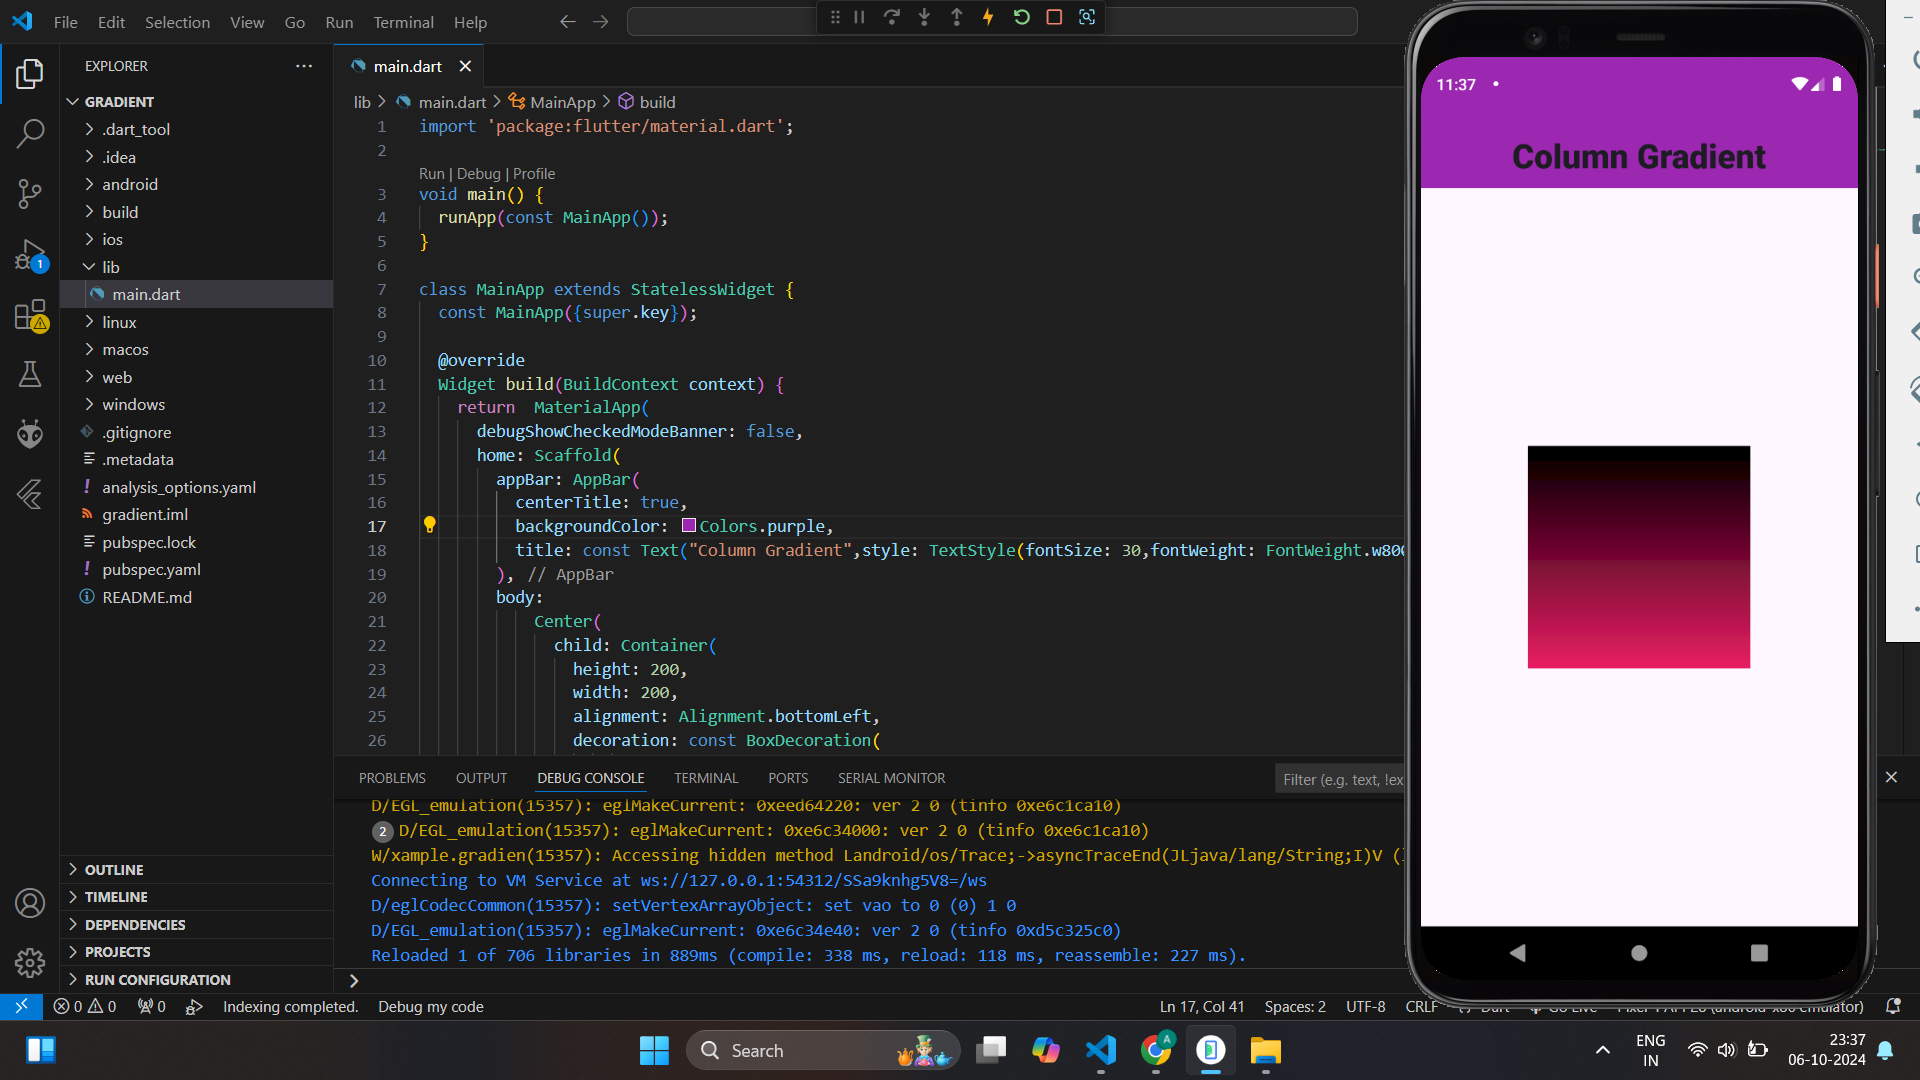 File Edit Selection View Go Run Terminal Help
EXPLORER
GRADIENT
.dart_tool
.idea
android
build
ios
lib
main.dart
linux
macos
web
windows
.gitignore
.metadata
analysis_options.yaml
gradient.iml
pubspec.lock
pubspec.yaml
README.md
OUTLINE
TIMELINE
DEPENDENCIES
PROJECTS
RUN CONFIGURATION
1
main.dart
lib > main.dart > MainApp > build
1 import 'package:flutter/material.dart';
2
Run | Debug | Profile
3 void main() {
4 runApp(const MainApp());
5 }
6
7 class MainApp extends StatelessWidget {
8 const MainApp({super.key});
9
10 @override
11 Widget build(BuildContext context) {
12 return MaterialApp(
13 debugShowCheckedModeBanner: false,
14 home: Scaffold(
15 appBar: AppBar(
16 centerTitle: true,
17 backgroundColor: Colors.purple,
18 title: const Text("Column Gradient",style: TextStyle(fontSize: 30,fontWeight: FontWeight.w800
19 ), // AppBar
20 body:
21 Center(
22 child: Container(
23 height: 200,
24 width: 200,
25 alignment: Alignment.bottomLeft,
26 decoration: const BoxDecoration(
PROBLEMS OUTPUT DEBUG CONSOLE TERMINAL PORTS SERIAL MONITOR
Filter (e.g. text, !ex
D/EGL_emulation(15357): eglMakeCurrent: 0xeed64220: ver 2 0 (tinfo 0xe6c1ca10)
2 D/EGL_emulation(15357): eglMakeCurrent: 0xe6c34000: ver 2 0 (tinfo 0xe6c1ca10)
W/xample.gradien(15357): Accessing hidden method Landroid/os/Trace;->asyncTraceEnd(JLjava/lang/String;I)V (
Connecting to VM Service at ws://127.0.0.1:54312/SSa9knhg5V8=/ws
D/eglCodecCommon(15357): setVertexArrayObject: set vao to 0 (0) 1 0
D/EGL_emulation(15357): eglMakeCurrent: 0xe6c34e40: ver 2 0 (tinfo 0xd5c325c0)
Reloaded 1 of 706 libraries in 889ms (compile: 338 ms, reload: 118 ms, reassemble: 227 ms).
11:37
Column Gradient
0 0 0 Indexing completed. Debug my code
Ln 17, Col 41 Spaces: 2 UTF-8 CRLF
Search
A
ENG
IN
23:37
06-10-2024